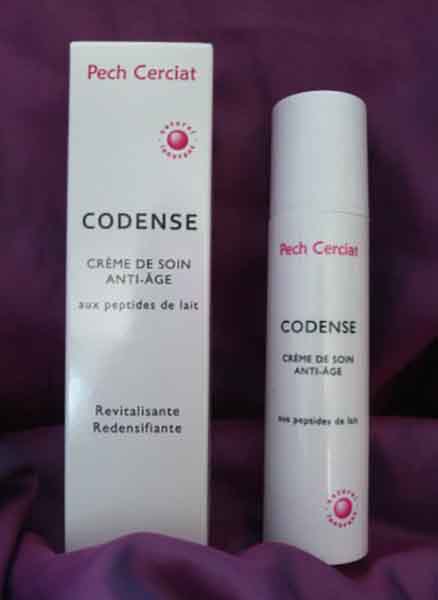 Pech Cerciat
CODENSE
CRÈME DE SOIN
ANTI-ÂGE
aux peptides de lait
Revitalisante
Redensifiante
Pech Cerciat
CODENSE
CRÈME DE SOIN
ANTI-ÂGE
aux peptides de lait